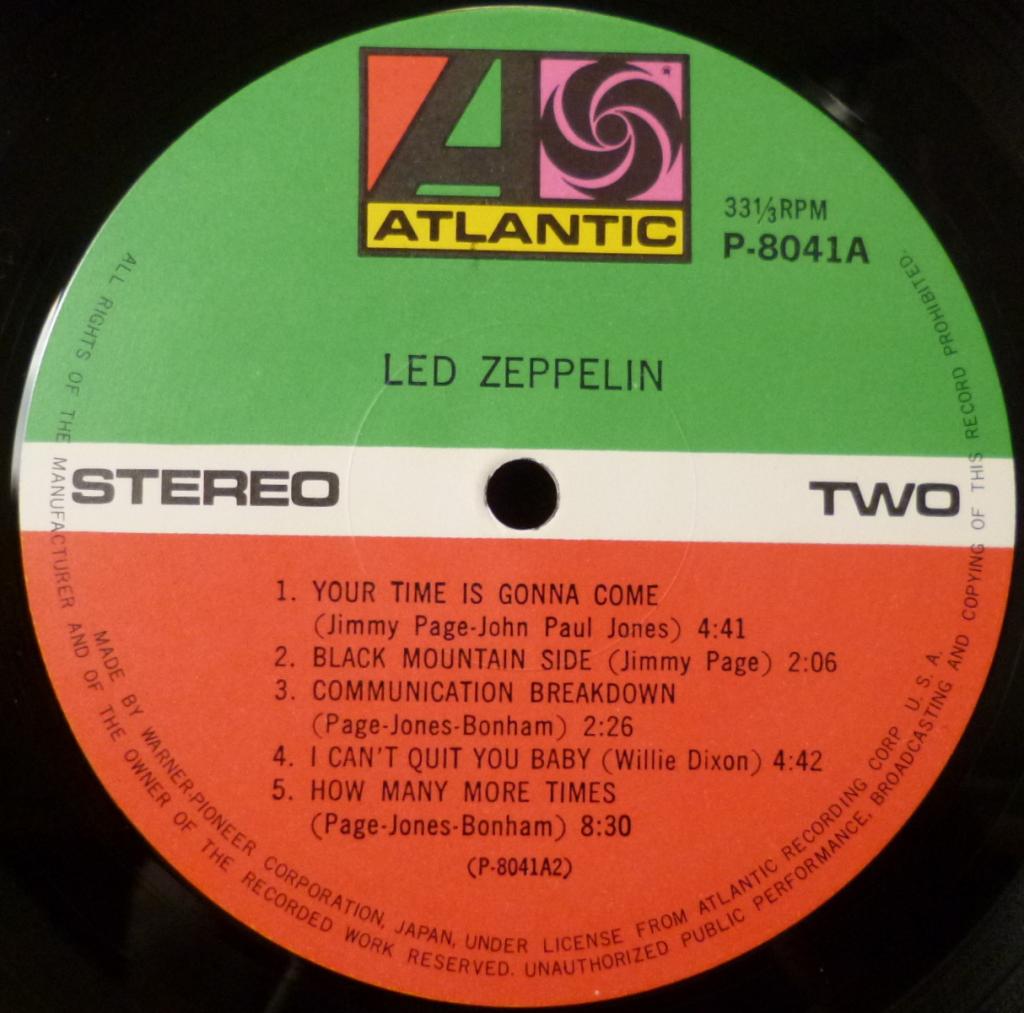 ATLANTIC
33⅓RPM
P-8041A
LED ZEPPELIN
STEREO
TWO
1. YOUR TIME IS GONNA COME
(Jimmy Page-John Paul Jones) 4:41
2. BLACK MOUNTAIN SIDE (Jimmy Page) 2:06
3. COMMUNICATION BREAKDOWN
(Page-Jones-Bonham) 2:26
4. I CAN'T QUIT YOU BABY (Willie Dixon) 4:42
5. HOW MANY MORE TIMES
(Page-Jones-Bonham) 8:30
(P-8041A2)
MADE BY WARNER-PIONEER CORPORATION, JAPAN, UNDER LICENSE FROM ATLANTIC RECORDING CORP U. S. A.
ALL RIGHTS OF THE MANUFACTURER AND OF THE OWNER OF THE RECORDED WORK RESERVED. UNAUTHORIZED PUBLIC PERFORMANCE, BROADCASTING AND COPYING OF THIS RECORD PROHIBITED.